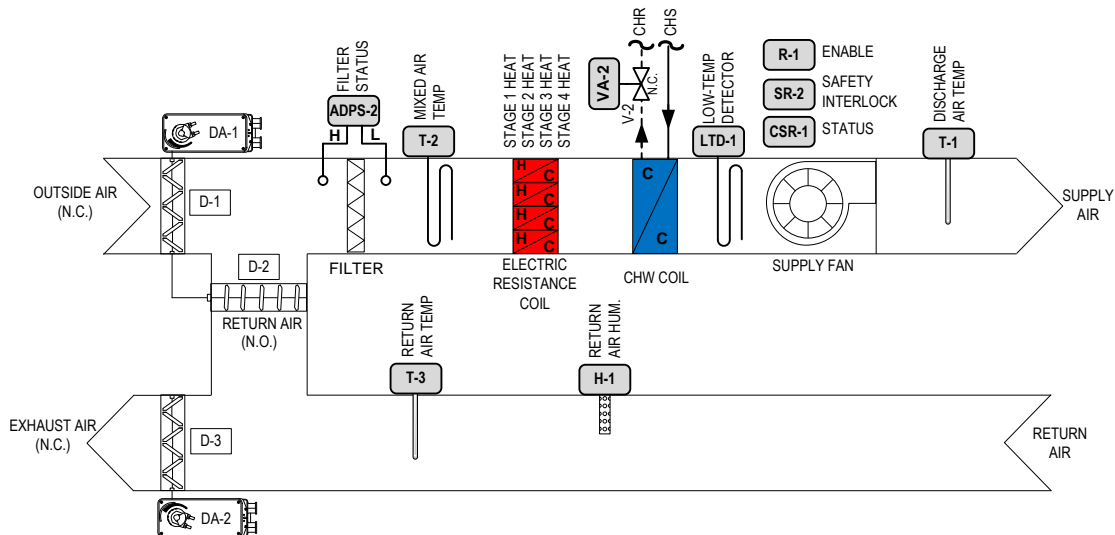 CHR
CHS
FILTER
STATUS
ADPS-2
H
L
MIXED AIR
TEMP
T-2
STAGE 1 HEAT
STAGE 2 HEAT
STAGE 3 HEAT
STAGE 4 HEAT
VA-2
V-2
N.C.
LOW-TEMP
DETECTOR
LTD-1
R-1
ENABLE
SR-2
SAFETY
INTERLOCK
CSR-1
STATUS
DISCHARGE
AIR TEMP
T-1
DA-1
OUTSIDE AIR
(N.C.)
D-1
H
C
H
C
H
C
H
C
C
C
SUPPLY
AIR
D-2
FILTER
ELECTRIC
RESISTANCE
COIL
CHW COIL
SUPPLY FAN
RETURN AIR
(N.O.)
RETURN
AIR TEMP
T-3
RETURN
AIR HUM.
H-1
EXHAUST AIR
(N.C.)
D-3
RETURN
AIR
DA-2